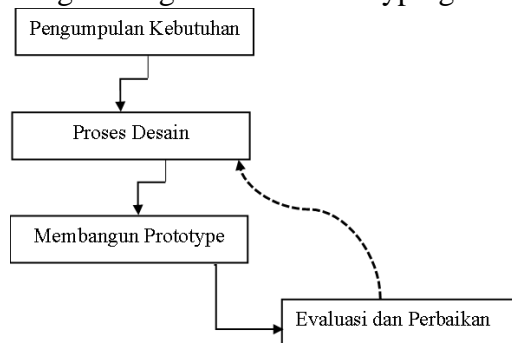 Pengumpulan Kebutuhan
Proses Desain
Membangun Prototype
Evaluasi dan Perbaikan